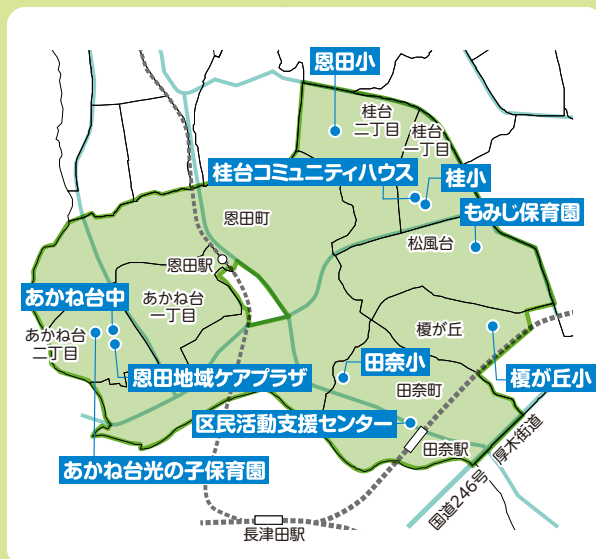 恩田小
桂台
二丁目
桂台
一丁目
桂台コミュニティハウス
桂小
もみじ保育園
恩田町
松風台
恩田駅
あかね台中
あかね台
一丁目
あかね台
二丁目
榎が丘
恩田地域ケアプラザ
田奈小
榎が丘小
田奈町
区民活動支援センター
田奈駅
厚木街道
あかね台光の子保育園
国道246号
長津田駅